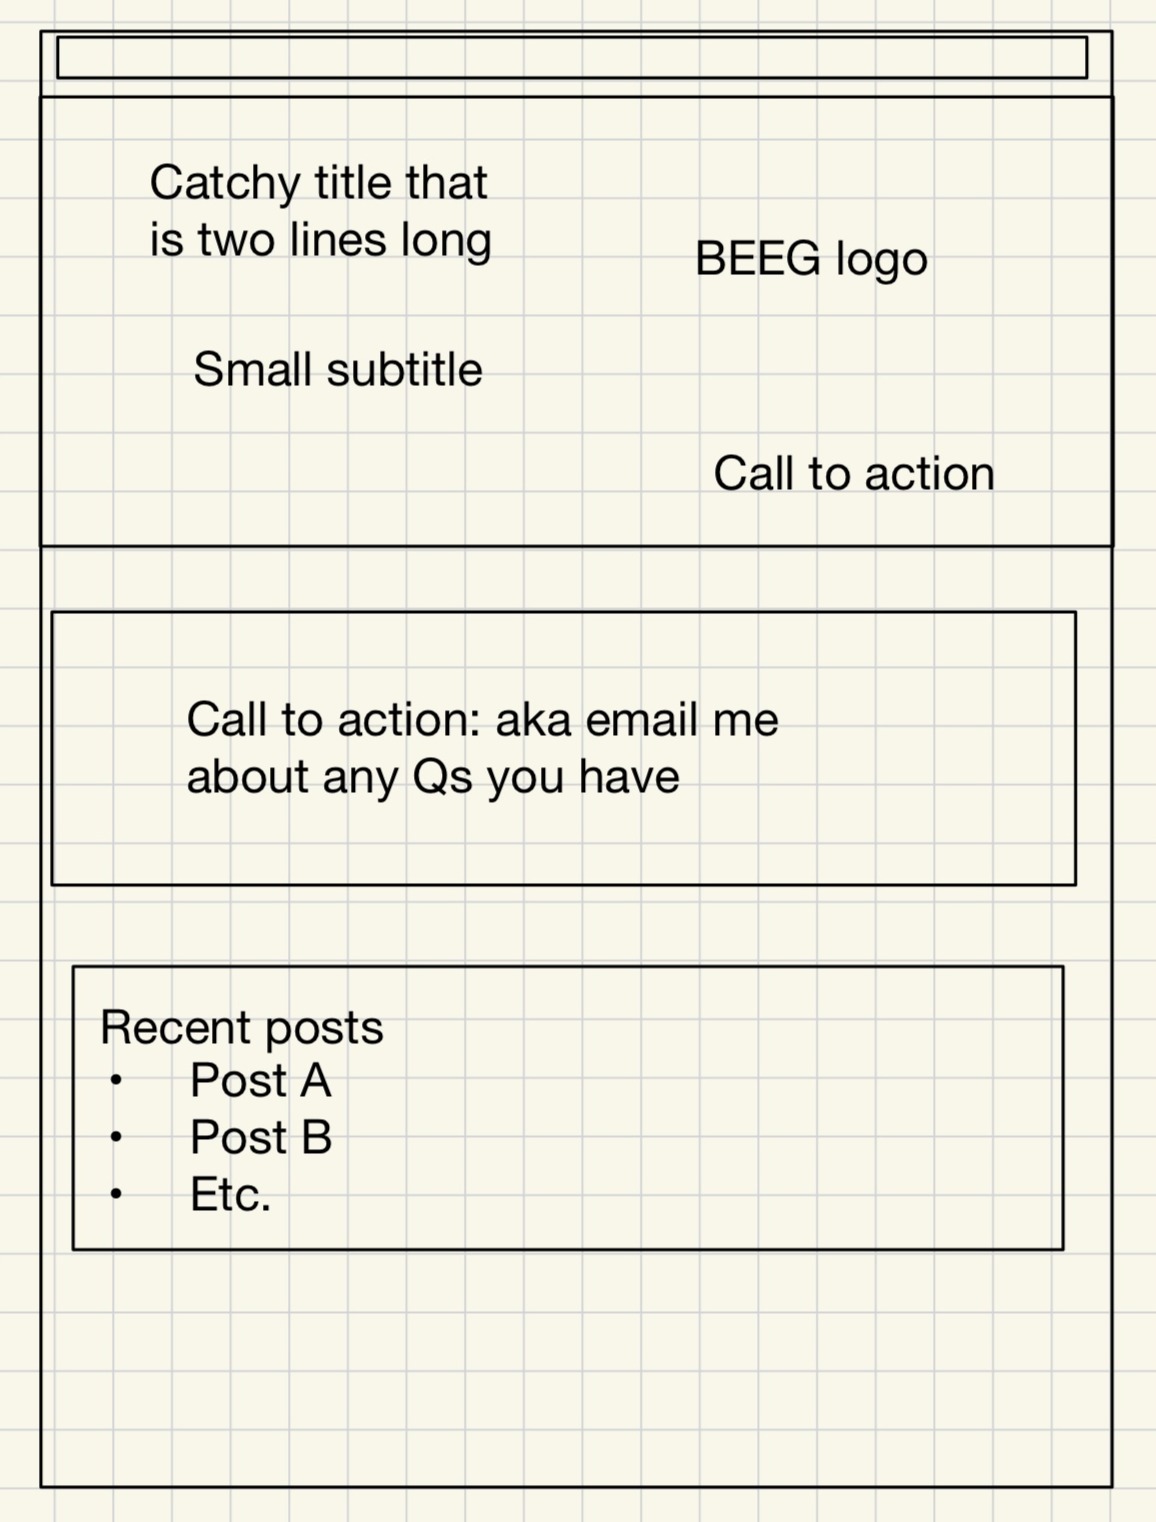 Catchy title that
is two lines long
BEEG logo
Small subtitle
Call to action
Call to action: aka email me
about any Qs you have
Recent posts
• Post A
• Post B
• Etc.